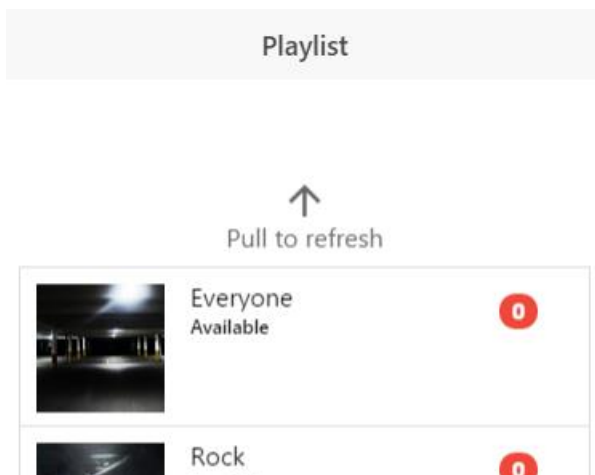 Playlist
Pull to refresh
Everyone 0
Available
Rock 0